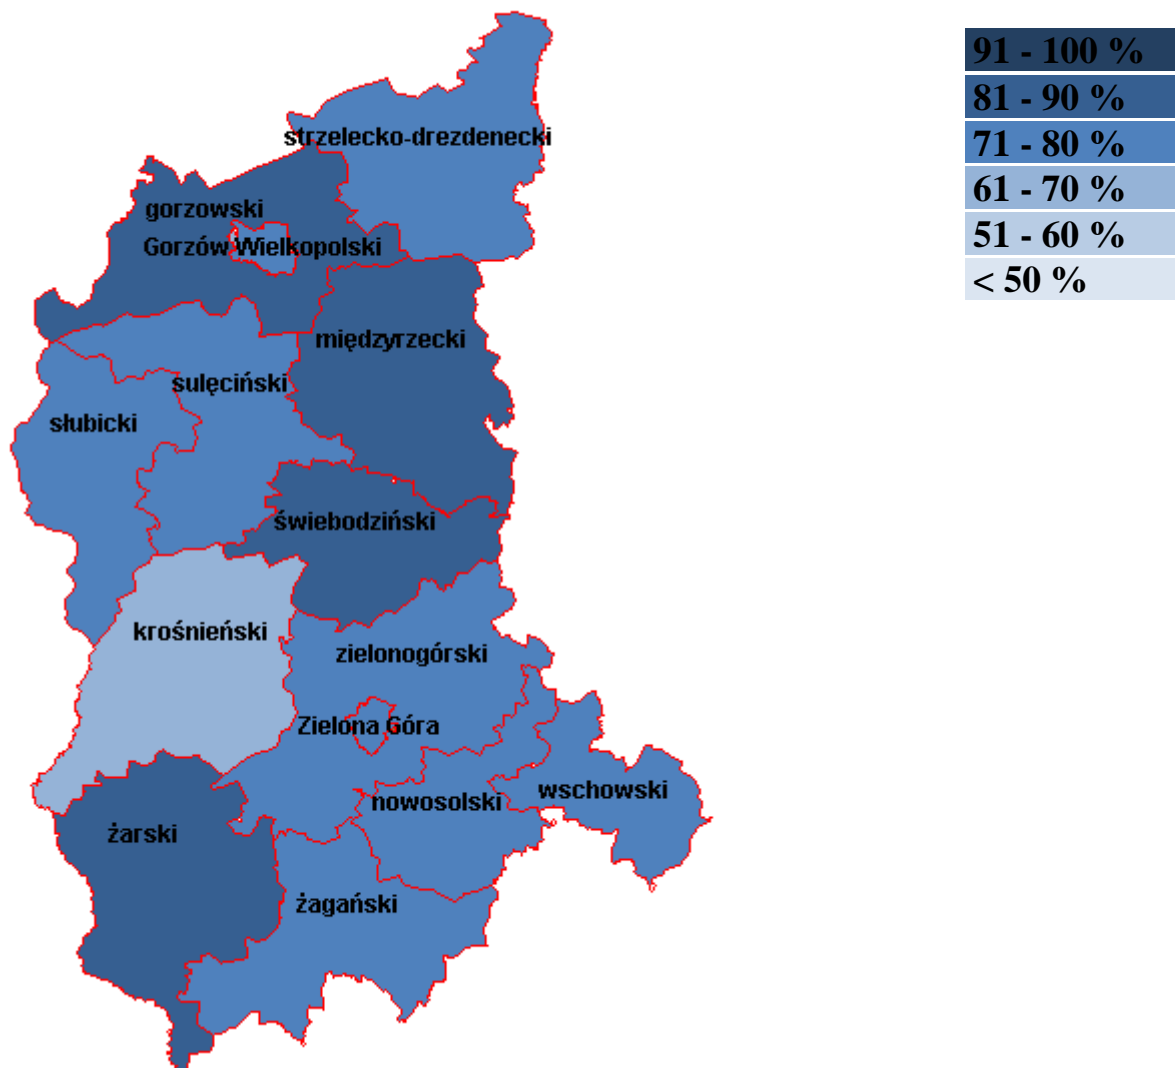 91 - 100 %
81 - 90 %
71 - 80 %
61 - 70 %
51 - 60 %
< 50 %
strzelecko-drezdenecki
gorzowski
Gorzów Wielkopolski
międzyrzecki
sulęciński
słubicki
świebodziński
krośnieński
zielonogórski
Zielona Góra
nowosolski
wschowski
żarski
żagański